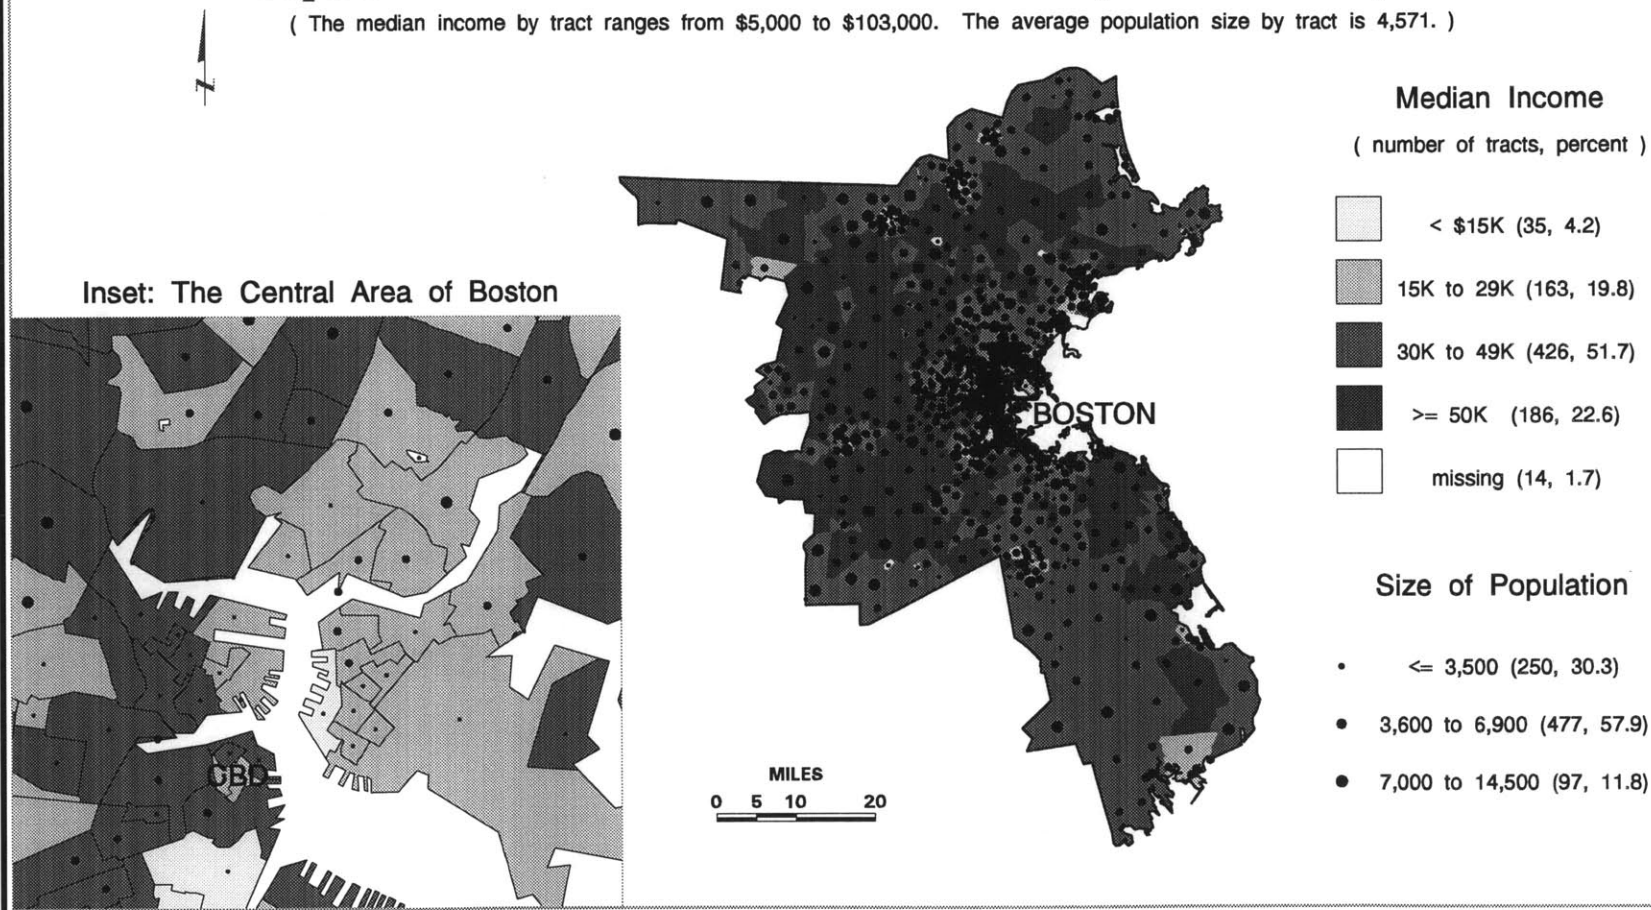 ( The median income by tract ranges from $5,000 to $103,000. The average population size by tract is 4,571. )
N
Median Income
( number of tracts, percent )
< $15K (35, 4.2)
15K to 29K (163, 19.8)
30K to 49K (426, 51.7)
>= 50K (186, 22.6)
missing (14, 1.7)
Inset: The Central Area of Boston
BOSTON
CBD
Size of Population
<= 3,500 (250, 30.3)
3,600 to 6,900 (477, 57.9)
7,000 to 14,500 (97, 11.8)
MILES
0 5 10 20